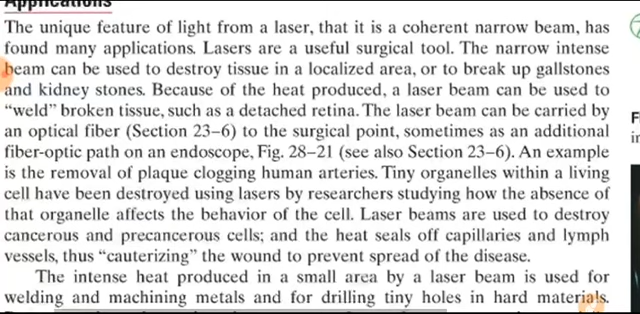 Applications
The unique feature of light from a laser, that it is a coherent narrow beam, has
found many applications. Lasers are a useful surgical tool. The narrow intense
beam can be used to destroy tissue in a localized area, or to break up gallstones
and kidney stones. Because of the heat produced, a laser beam can be used to
“weld” broken tissue, such as a detached retina. The laser beam can be carried by
an optical fiber (Section 23–6) to the surgical point, sometimes as an additional
fiber-optic path on an endoscope, Fig. 28–21 (see also Section 23–6). An example
is the removal of plaque clogging human arteries. Tiny organelles within a living
cell have been destroyed using lasers by researchers studying how the absence of
that organelle affects the behavior of the cell. Laser beams are used to destroy
cancerous and precancerous cells; and the heat seals off capillaries and lymph
vessels, thus “cauterizing” the wound to prevent spread of the disease.
The intense heat produced in a small area by a laser beam is used for
welding and machining metals and for drilling tiny holes in hard materials.